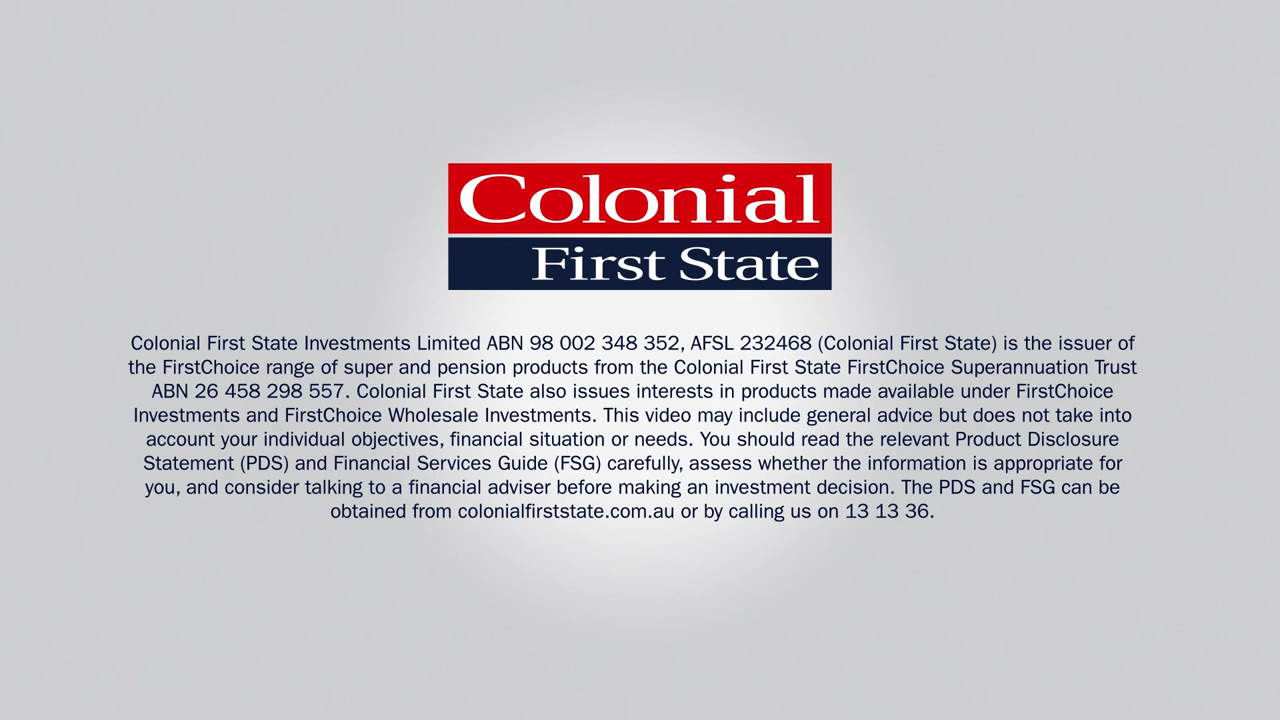 Colonial
First State
Colonial First State Investments Limited ABN 98 002 348 352, AFSL 232468 (Colonial First State) is the issuer of
the FirstChoice range of super and pension products from the Colonial First State FirstChoice Superannuation Trust
ABN 26 458 298 557. Colonial First State also issues interests in products made available under FirstChoice
Investments and FirstChoice Wholesale Investments. This video may include general advice but does not take into
account your individual objectives, financial situation or needs. You should read the relevant Product Disclosure
Statement (PDS) and Financial Services Guide (FSG) carefully, assess whether the information is appropriate for
you, and consider talking to a financial adviser before making an investment decision. The PDS and FSG can be
obtained from colonialfirststate.com.au or by calling us on 13 13 36.